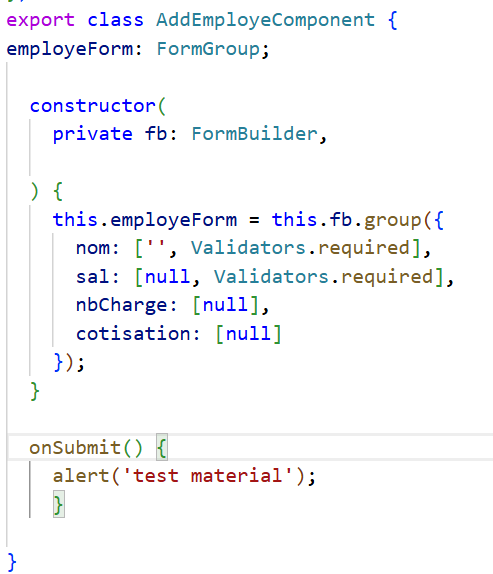 export class AddEmployeComponent {
employeForm: FormGroup;
constructor(
private fb: FormBuilder,
) {
this.employeForm = this.fb.group({
nom: ['', Validators.required],
sal: [null, Validators.required],
nbCharge: [null],
cotisation: [null]
});
}
onSubmit() {
alert('test material');
}
}